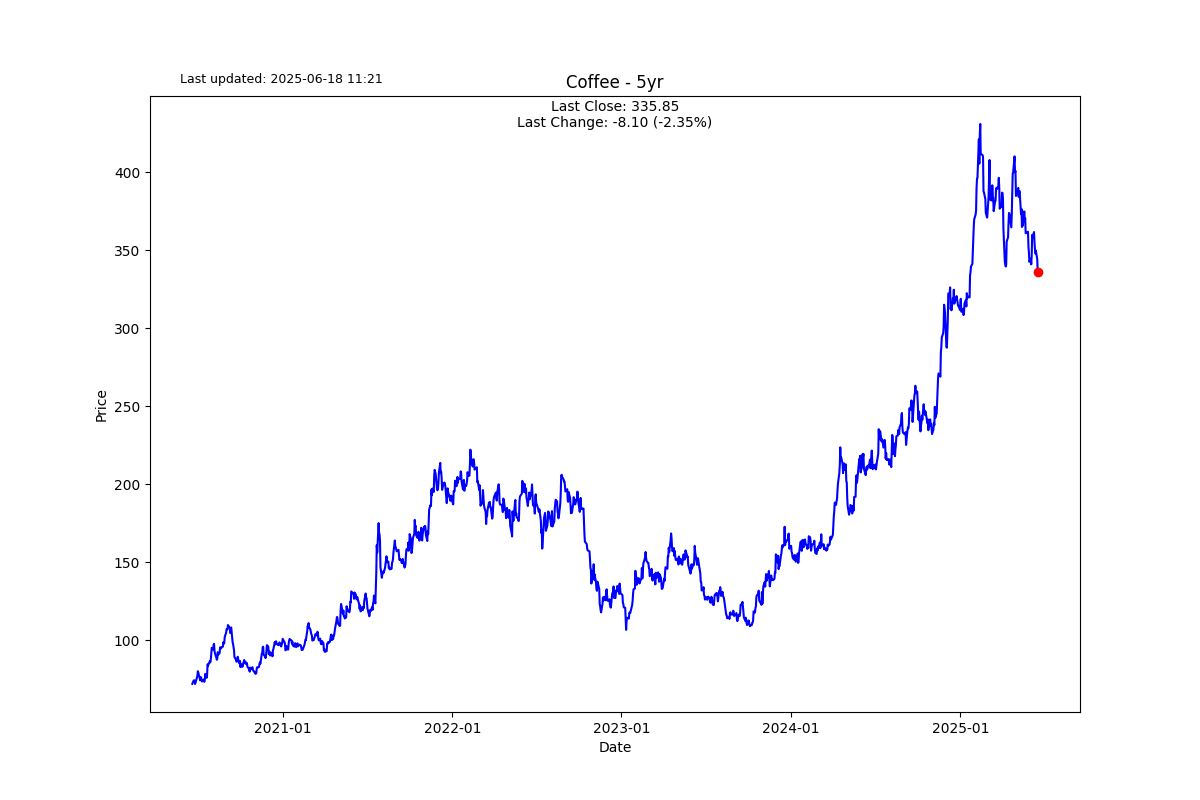 Last updated: 2025-06-18 11:21
Coffee - 5yr
Last Close: 335.85
Last Change: -8.10 (-2.35%)
400
350
300
250
200
150
100
Price
2021-01 2022-01 2023-01 2024-01 2025-01
Date